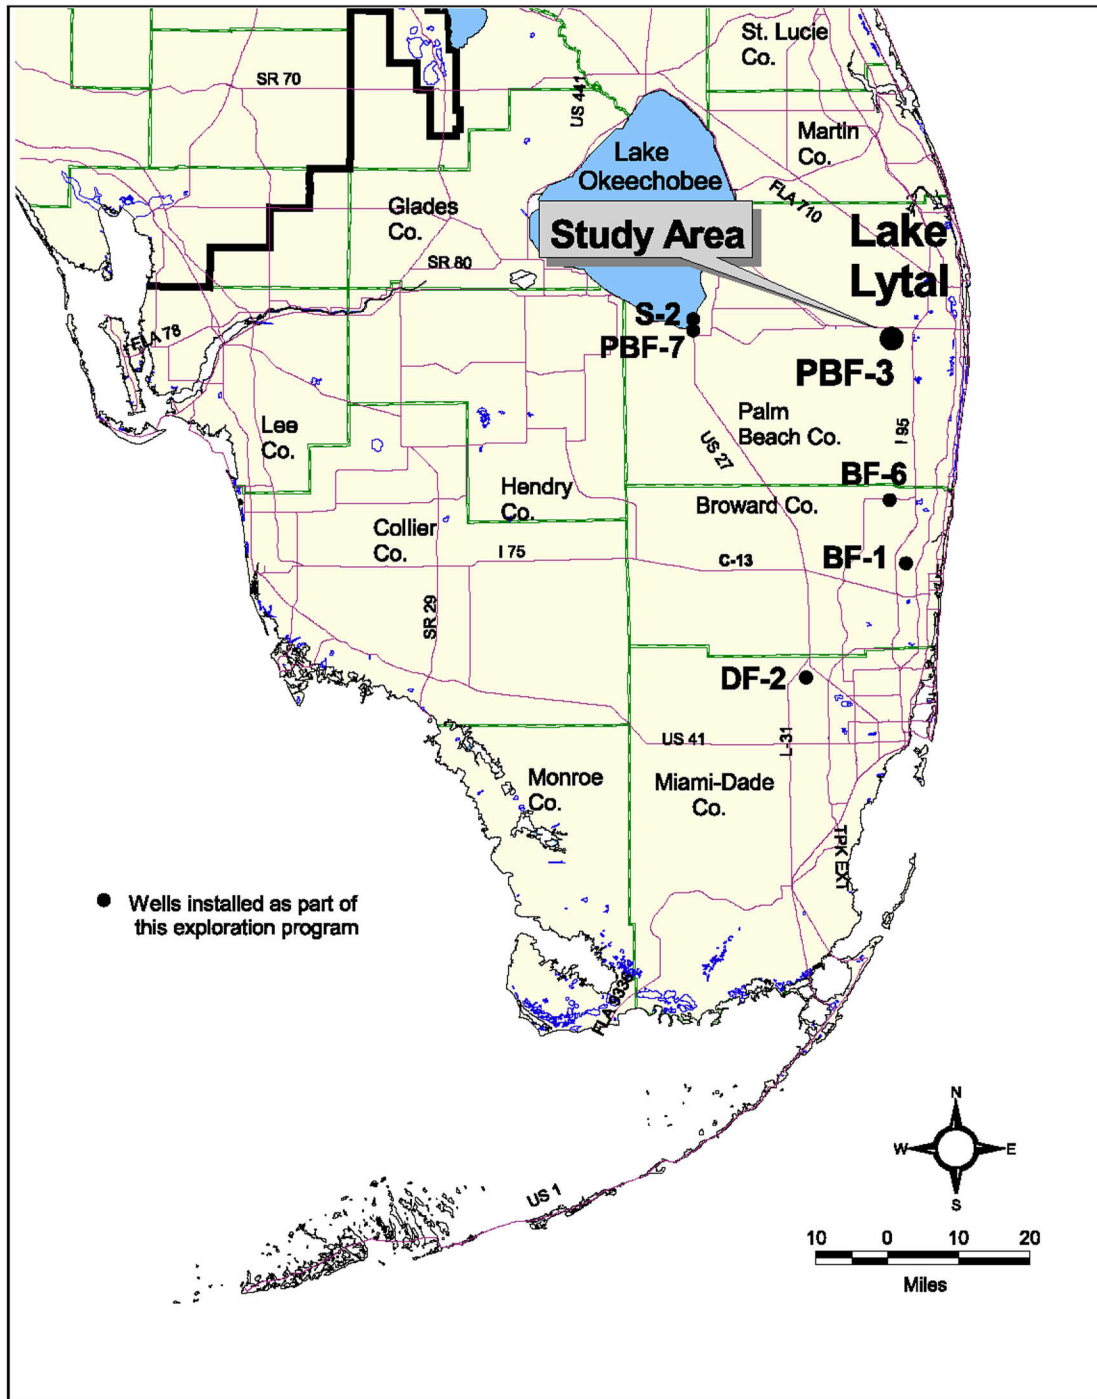 St. Lucie
Co.
SR 70
US 441
Martin
Co.
Lake
Okeechobee
FLA 710
Glades
Co.
Study Area
Lake
Lytal
SR 80
S-2
PBF-7
FLA 78
PBF-3
Palm
Beach Co.
I 95
Lee
Co.
US 27
BF-6
Hendry
Co.
Broward Co.
Collier
Co.
I 75
C-13
BF-1
SR 29
DF-2
US 41
L-31
Monroe
Co.
Miami-Dade
Co.
TPK EXT
Wells installed as part of
this exploration program
FLA 9336
N
W
E
S
US 1
10 0 10 20
Miles